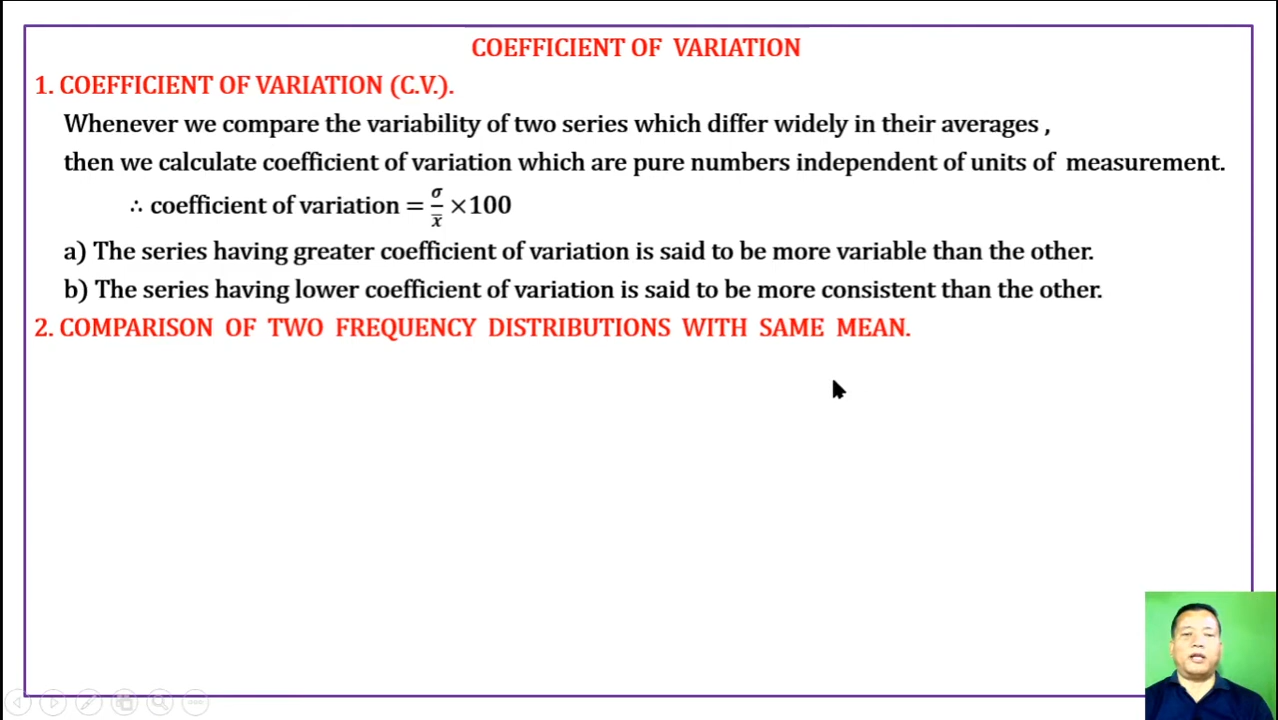 COEFFICIENT OF VARIATION
1. COEFFICIENT OF VARIATION (C.V.).
Whenever we compare the variability of two series which differ widely in their averages ,
then we calculate coefficient of variation which are pure numbers independent of units of measurement.
∴ coefficient of variation = σ/x̅ ×100
a) The series having greater coefficient of variation is said to be more variable than the other.
b) The series having lower coefficient of variation is said to be more consistent than the other.
2. COMPARISON OF TWO FREQUENCY DISTRIBUTIONS WITH SAME MEAN.